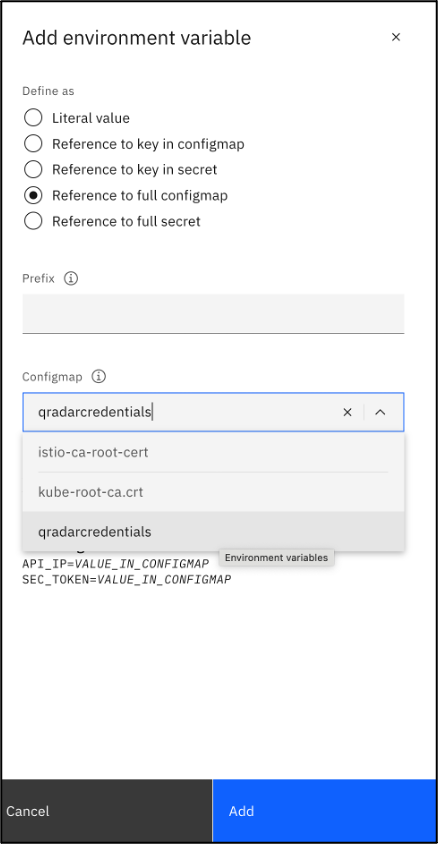 Add environment variable
Define as
Literal value
Reference to key in configmap
Reference to key in secret
Reference to full configmap
Reference to full secret
Prefix
Configmap
qradarcredentials
istio-ca-root-cert
kube-root-ca.crt
qradarcredentials
API_IP=VALUE_IN_CONFIGMAP
Environment variables
SEC_TOKEN=VALUE_IN_CONFIGMAP
Cancel
Add